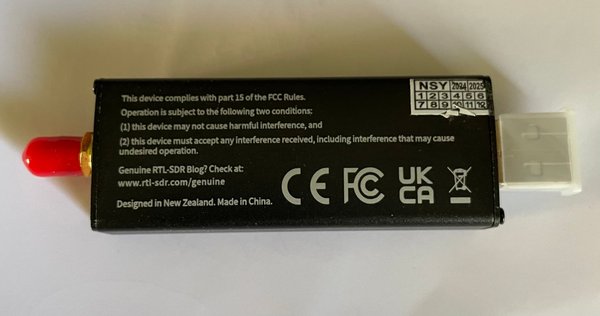 This device complies with part 15 of the FCC Rules.
Operation is subject to the following two conditions:
(1) this device may not cause harmful interference, and
(2) this device must accept any interference received, including interference that may cause
undesired operation.
Genuine RTL-SDR Blog? Check at:
www.rtl-sdr.com/genuine
Designed in New Zealand. Made in China.
CE FC UK
CA
NSY 2024 2025
1 2 3 4 5 6
7 8 9 10 11 12